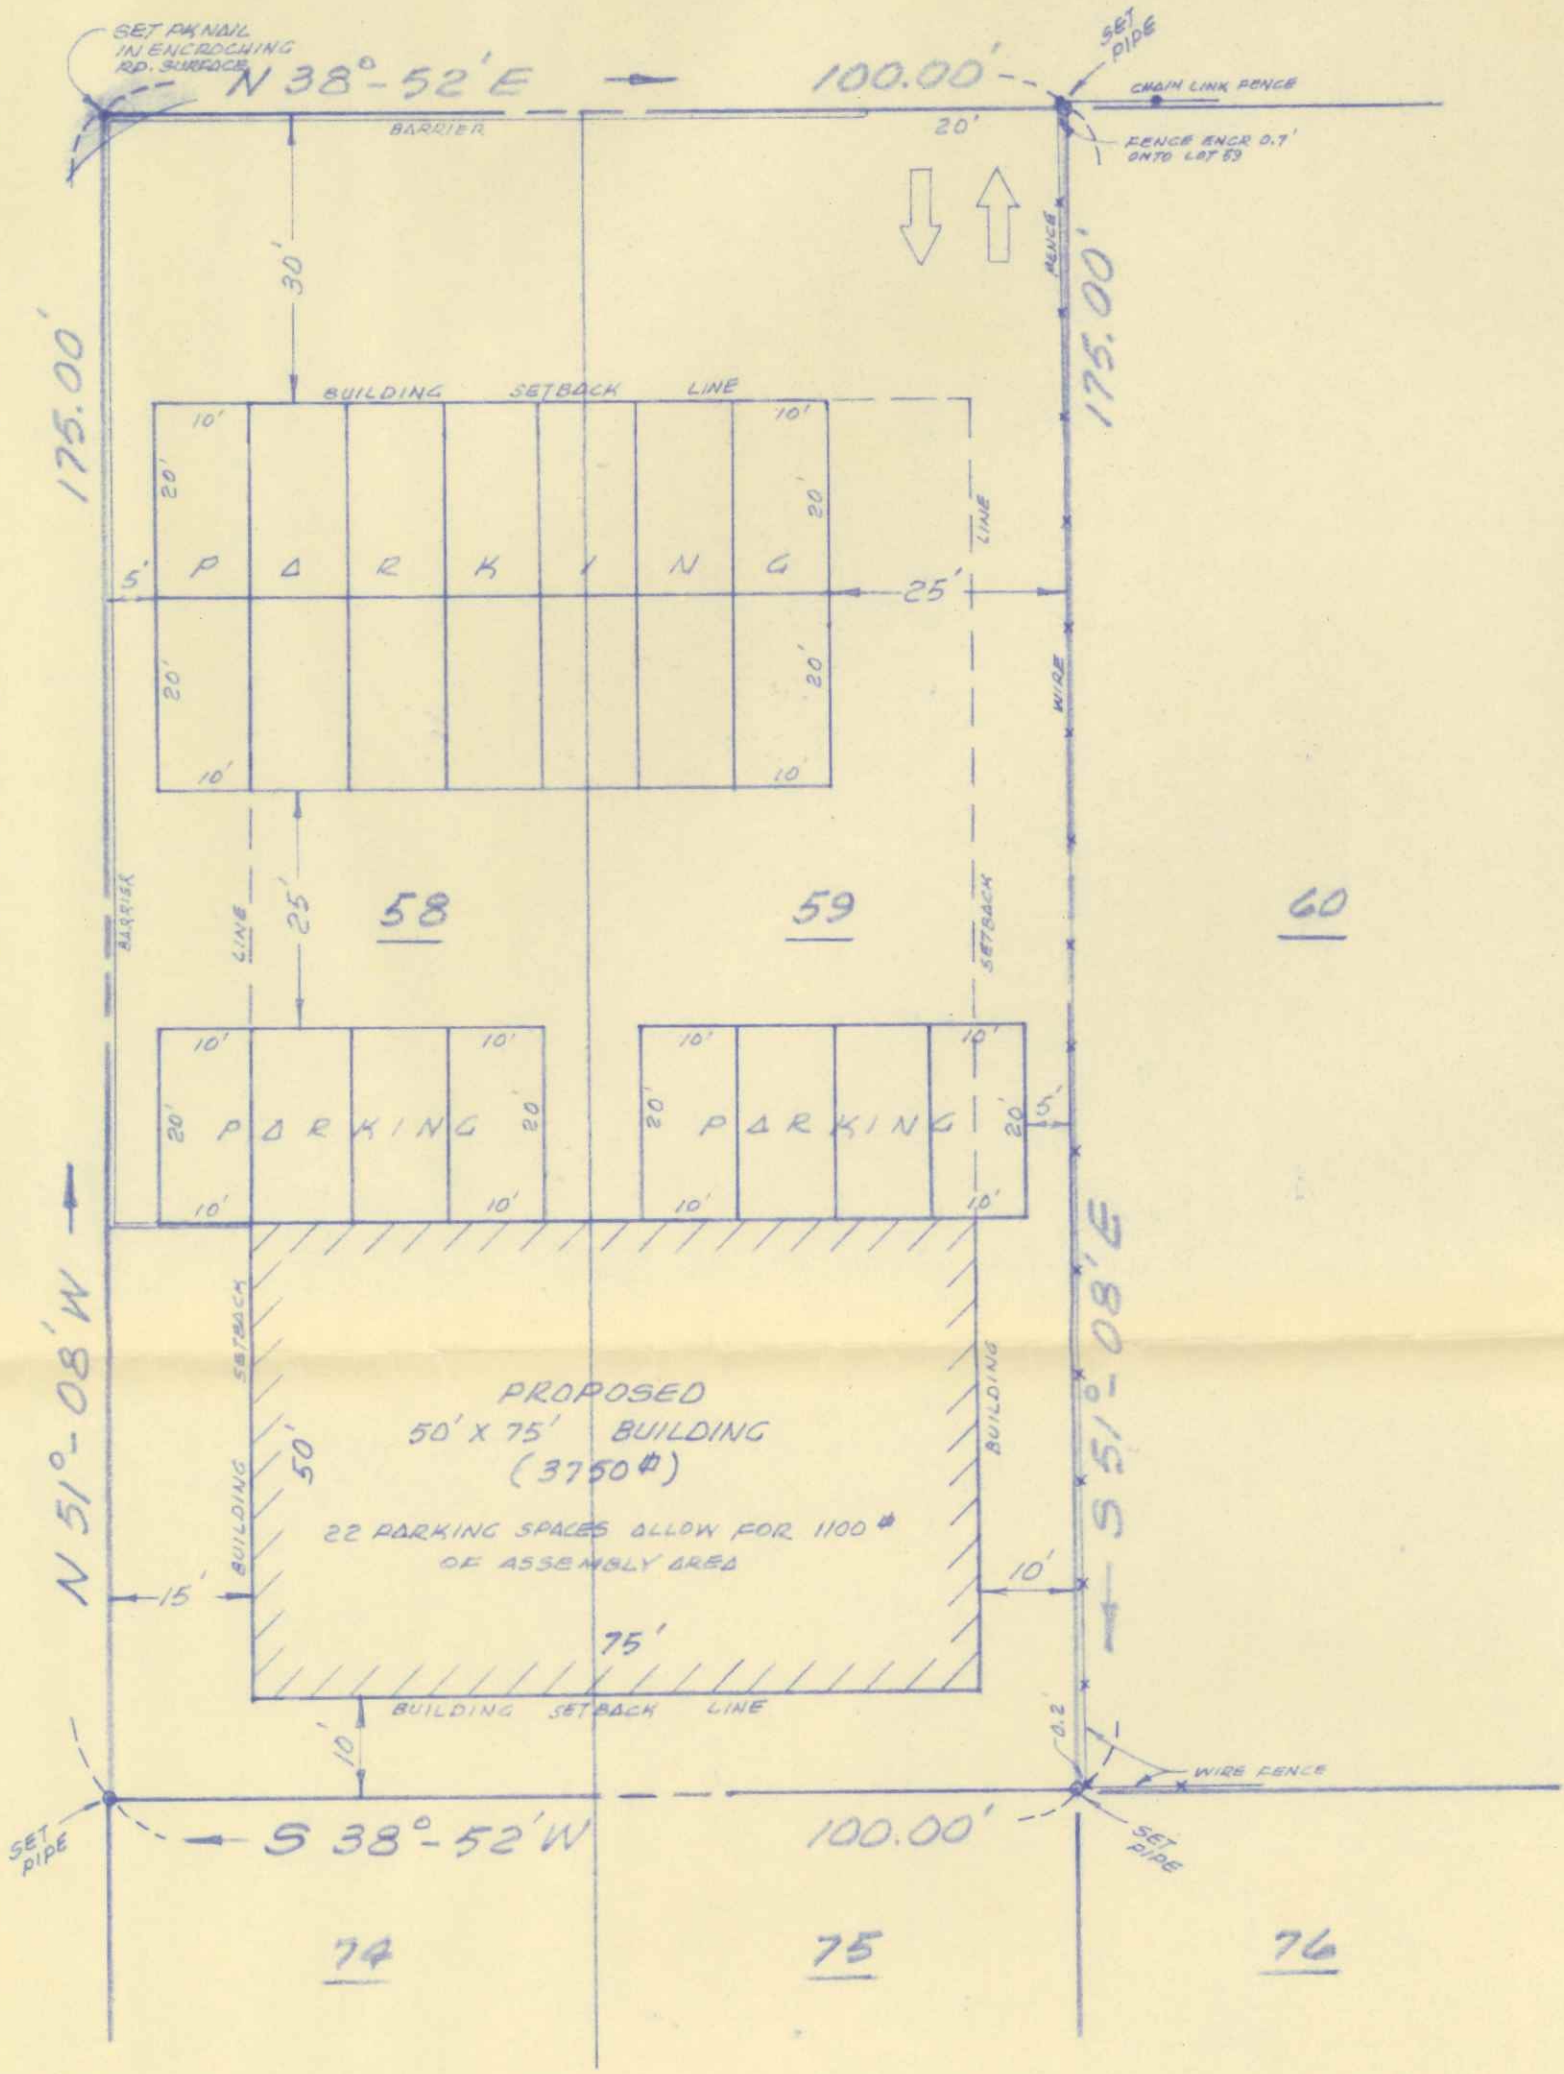 SET PK NAIL
IN ENCROCHING
RD. SURFACE
N 38°-52' E
100.00'
SET
PIPE
CHAIN LINK FENCE
BARRIER
20'
FENCE ENCR 0.7'
ONTO LOT 59
30'
FENCE
175.00'
175.00'
BUILDING SETBACK LINE
10'
10'
20'
20'
LINE
5'
P A R K I N G
25'
20'
20'
WIRE
10'
10'
BARRIER
LINE
25'
58
59
SETBACK
60
10'
10'
10'
10'
20'
PARKING
20'
20'
PARKING
20'
5'
10'
10'
10'
10'
N 51°-08' W
S 51°-08' E
BUILDING SETBACK
50'
PROPOSED
50' X 75' BUILDING
(3750#)
BUILDING
22 PARKING SPACES ALLOW FOR 1100#
OF ASSEMBLY AREA
15'
10'
75'
BUILDING SETBACK LINE
10'
0.2'
WIRE FENCE
SET
PIPE
S 38°-52' W
100.00'
SET
PIPE
74
75
76